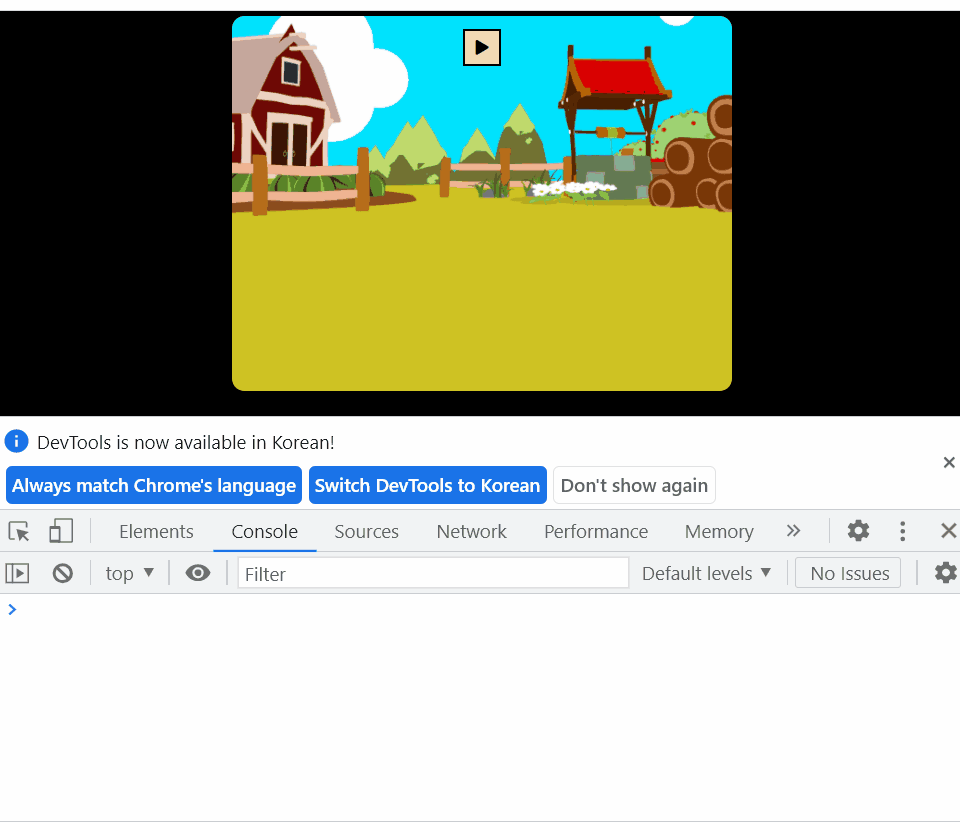 DevTools is now available in Korean!
Always match Chrome's language Switch DevTools to Korean Don't show again
Elements Console Sources Network Performance Memory
top Filter Default levels No Issues